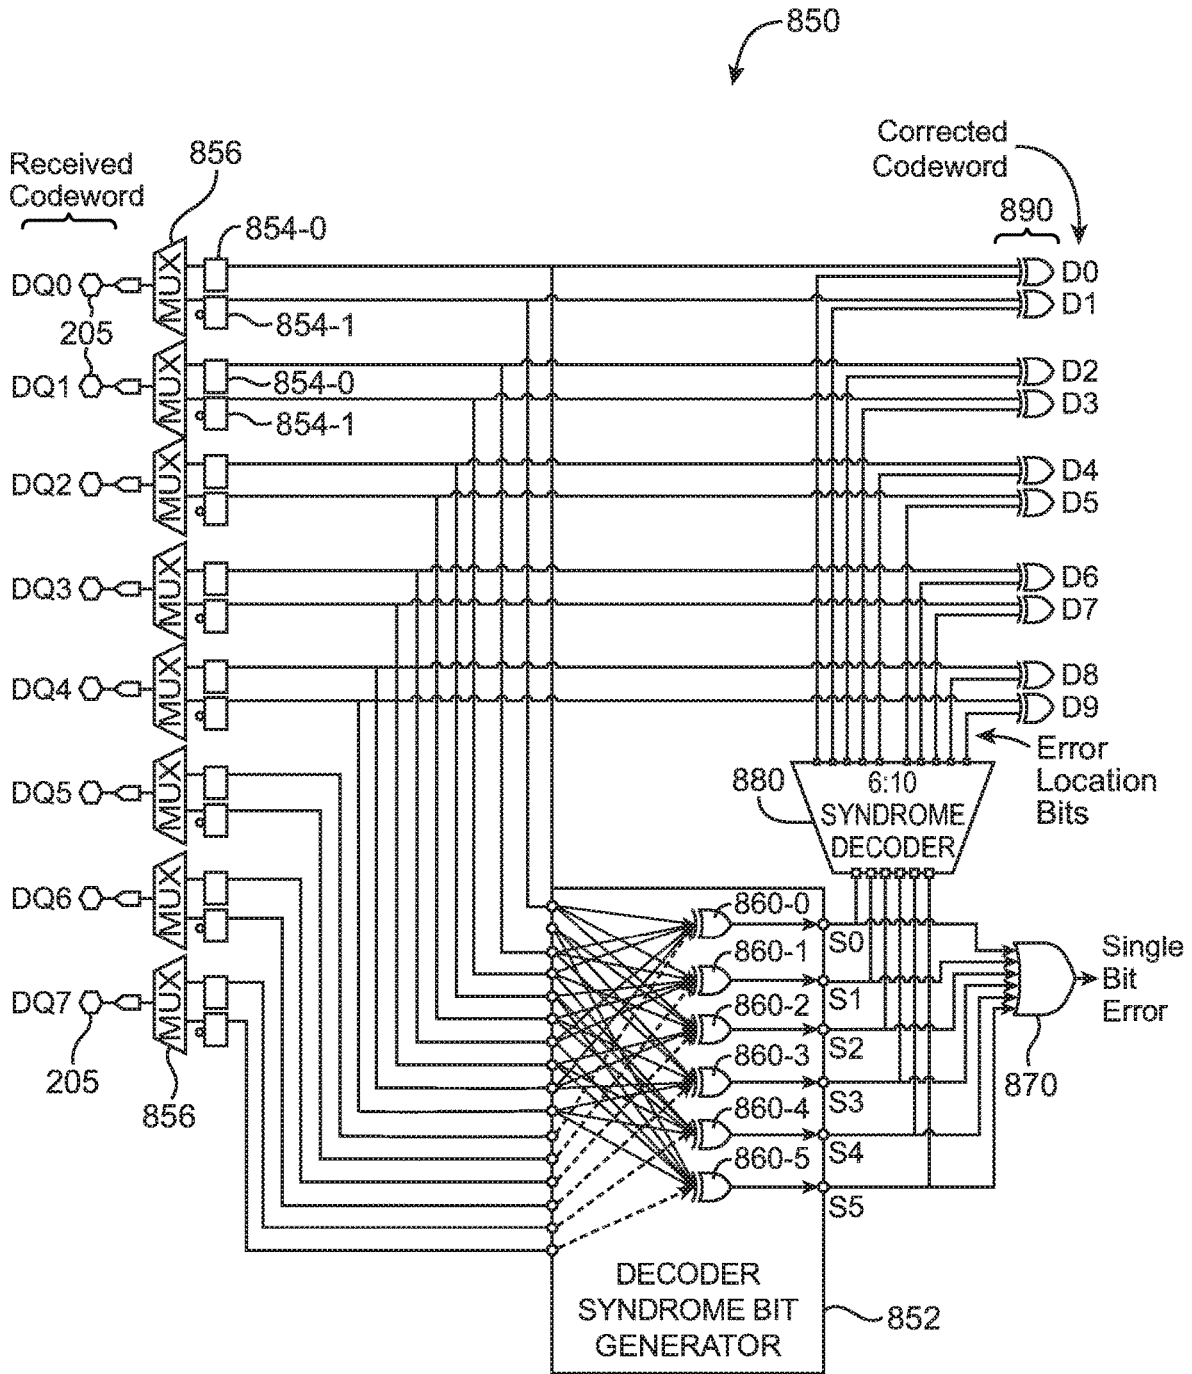 850
Corrected
Codeword
Received
Codeword
856
890
854-0
DQ0
MUX
D0
D1
205
854-1
DQ1
MUX
854-0
D2
D3
854-1
DQ2
MUX
D4
D5
DQ3
MUX
D6
D7
DQ4
MUX
D8
D9
Error
Location
Bits
880
6:10
SYNDROME
DECODER
DQ5
MUX
DQ6
MUX
860-0
S0
860-1
S1
Single
Bit
Error
DQ7
MUX
860-2
S2
205
856
860-3
S3
870
860-4
S4
860-5
S5
DECODER
SYNDROME BIT
GENERATOR
852